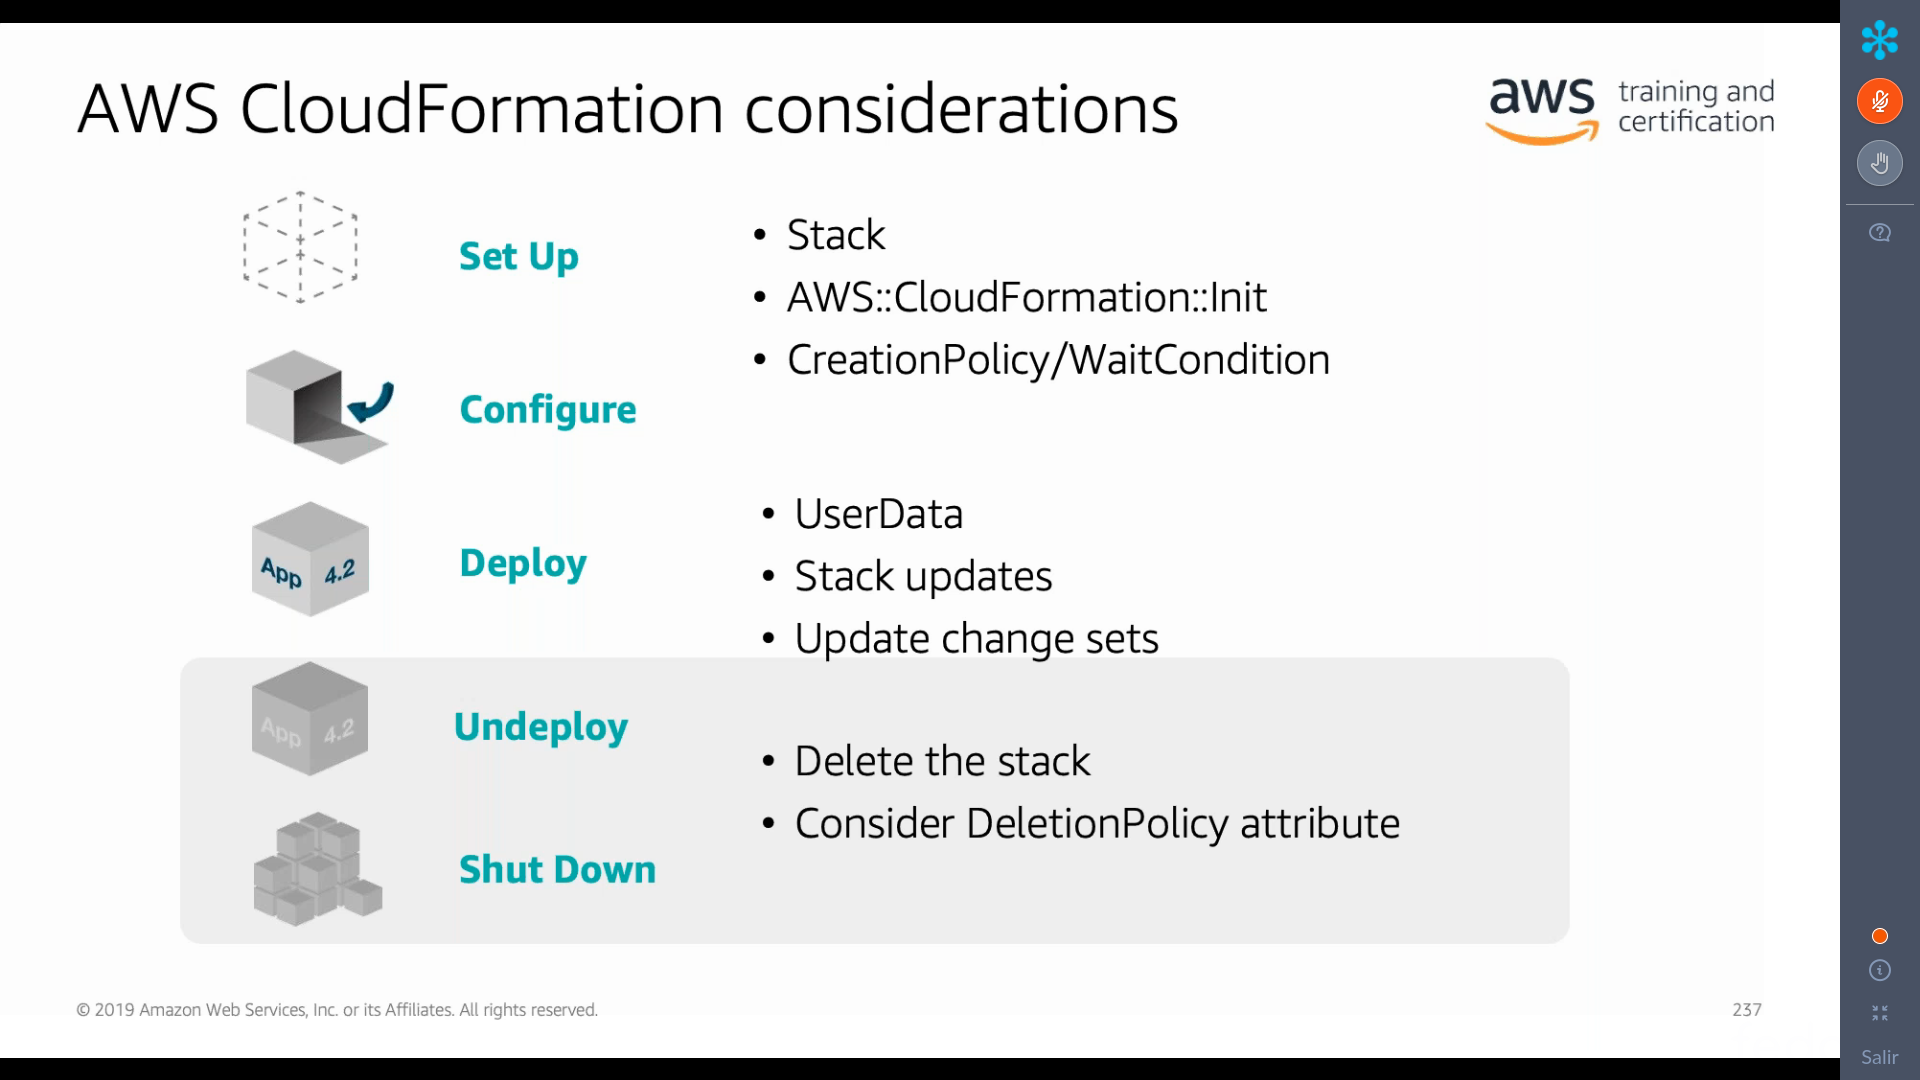 AWS CloudFormation considerations
aws training and
certification
Set Up
• Stack
• AWS::CloudFormation::Init
• CreationPolicy/WaitCondition
Configure
App 4.2
Deploy
• UserData
• Stack updates
• Update change sets
App 4.2
Undeploy
• Delete the stack
• Consider DeletionPolicy attribute
Shut Down
© 2019 Amazon Web Services, Inc. or its Affiliates. All rights reserved.
237
Salir